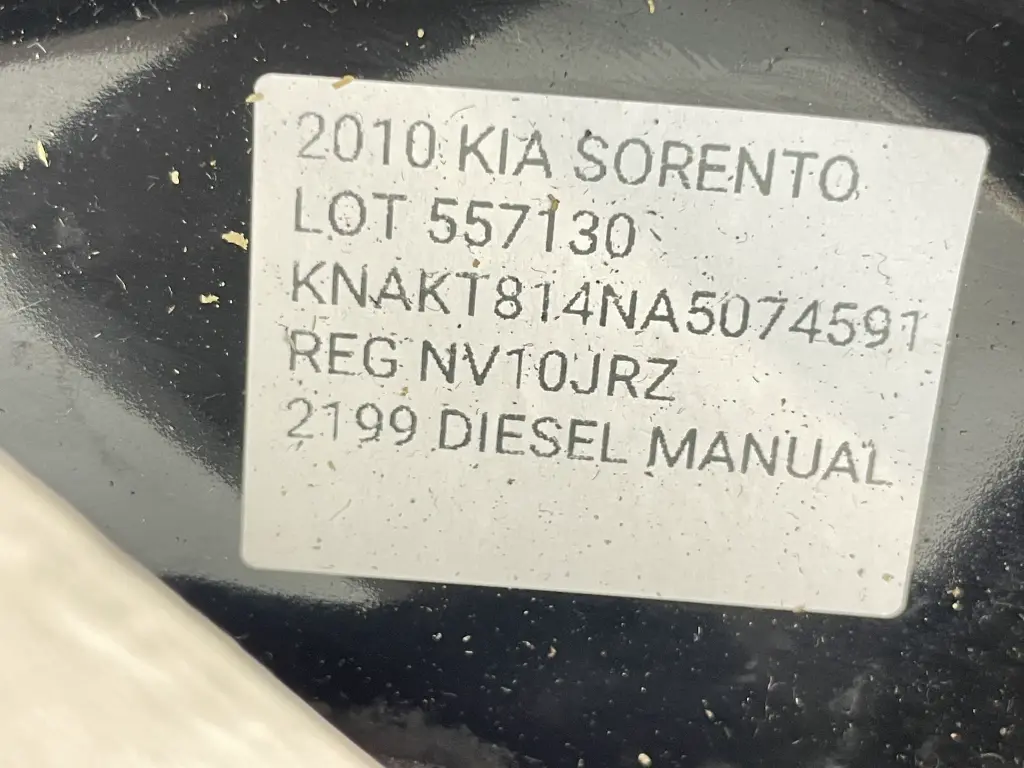 2010 KIA SORENTO
LOT 557130
KNAKT814NA5074591
REG NV10JRZ
2199 DIESEL MANUAL